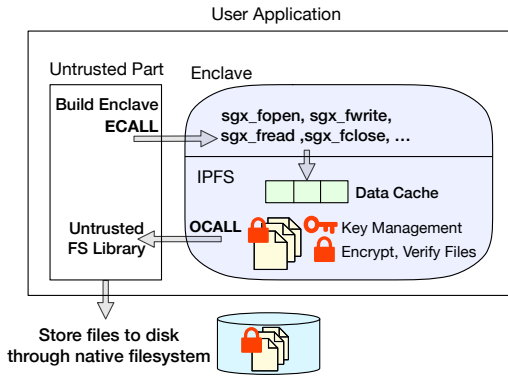 User Application
Untrusted Part
Enclave
Build Enclave
ECALL
sgx_fopen, sgx_fwrite,
sgx_fread ,sgx_fclose, ...
IPFS
Data Cache
OCALL
Untrusted
FS Library
Key Management
Encrypt, Verify Files
Store files to disk
through native filesystem